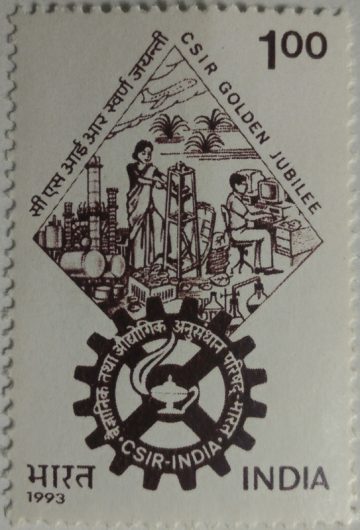 1.00
सी एस आई आर स्वर्ण जयन्ती
CSIR GOLDEN JUBILEE
वैज्ञानिक तथा औद्योगिक अनुसंधान परिषद भारत
• CSIR-INDIA •
भारत INDIA
1993